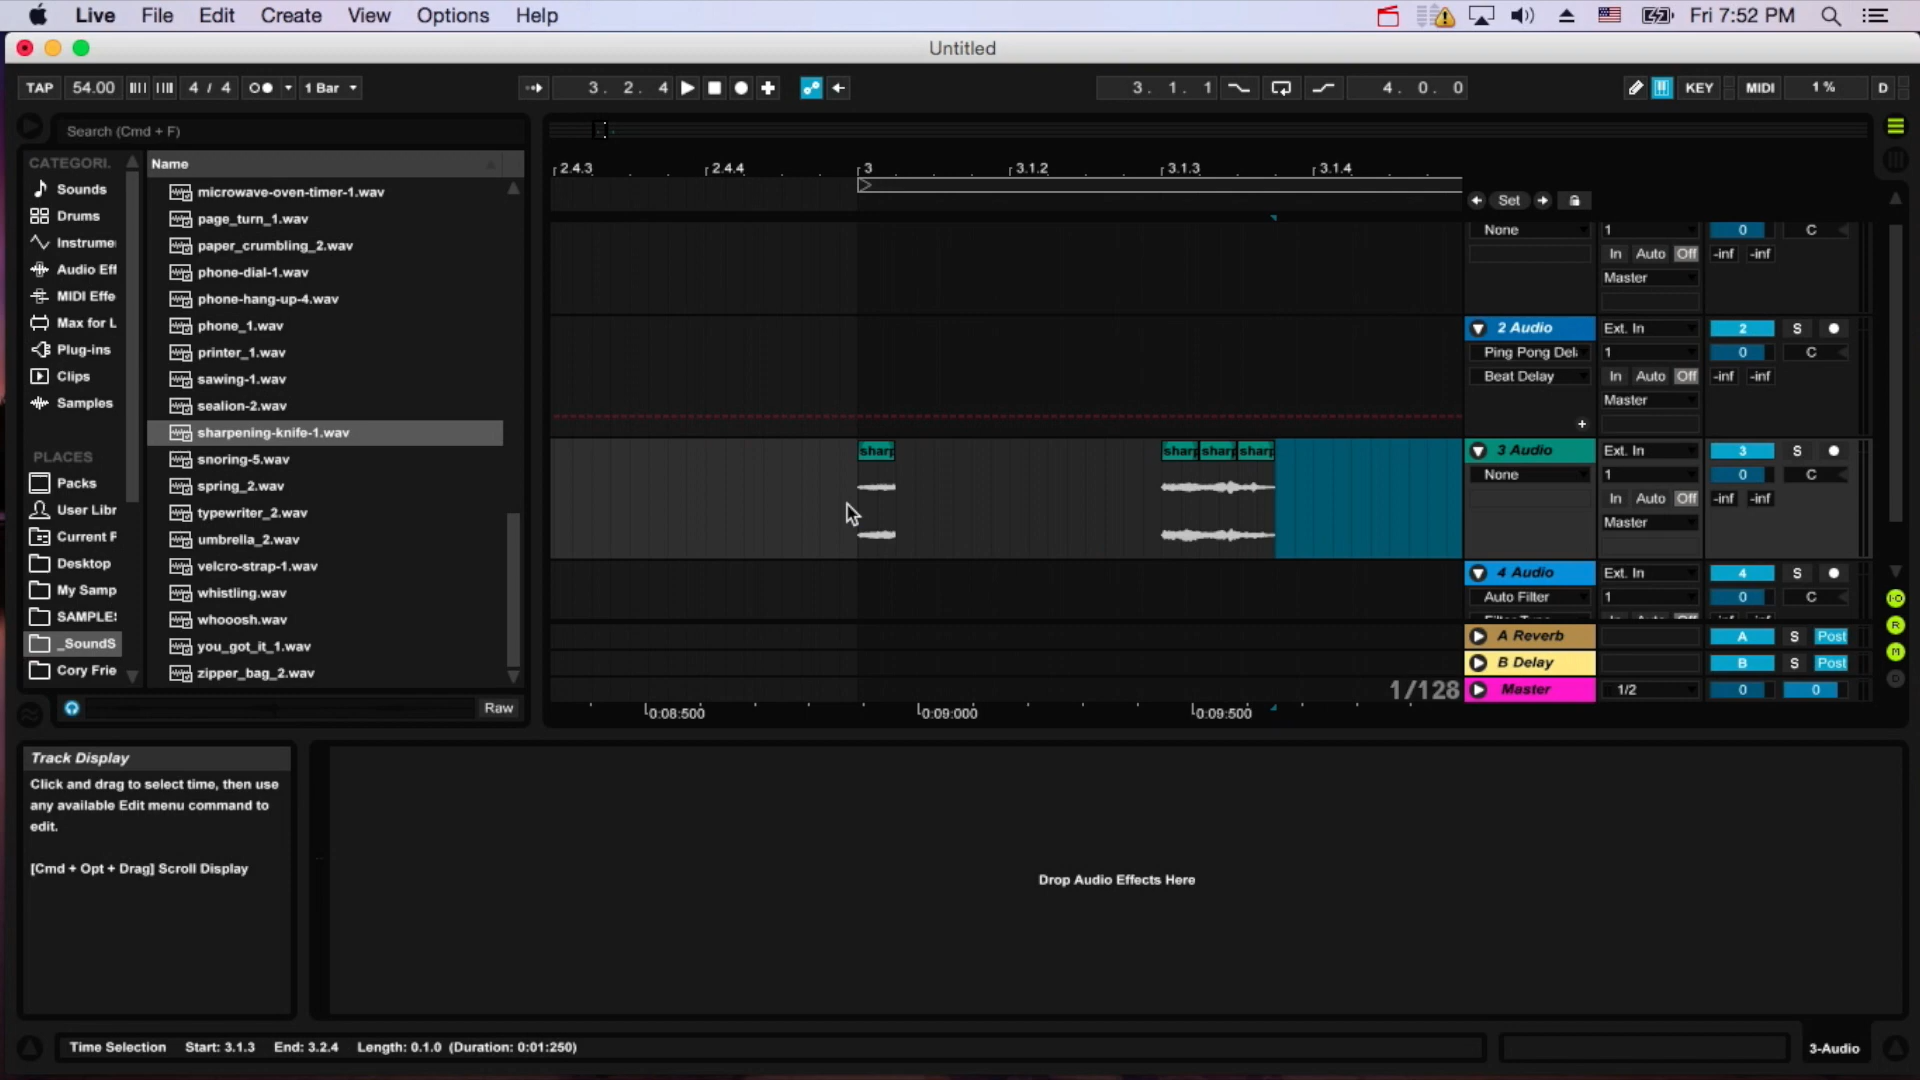 Live File Edit Create View Options Help Fri 7:52 PM
Untitled
TAP 54.00 4 / 4 1 Bar 3. 2. 4 3. 1. 1 4. 0. 0 KEY MIDI 1 % D
Search (Cmd + F)
CATEGORI.
Sounds
Drums
Instrume
Audio Eff
MIDI Effe
Max for L
Plug-ins
Clips
Samples
PLACES
Packs
User Libr
Current F
Desktop
My Samp
SAMPLES
_SoundS
Cory Frie
Name
microwave-oven-timer-1.wav
page_turn_1.wav
paper_crumbling_2.wav
phone-dial-1.wav
phone-hang-up-4.wav
phone_1.wav
printer_1.wav
sawing-1.wav
sealion-2.wav
sharpening-knife-1.wav
snoring-5.wav
spring_2.wav
typewriter_2.wav
umbrella_2.wav
velcro-strap-1.wav
whistling.wav
whooosh.wav
you_got_it_1.wav
zipper_bag_2.wav
Raw
2.4.3 2.4.4 3 3.1.2 3.1.3 3.1.4
Set
None 1 0 C
In Auto Off -inf -inf
Master
2 Audio Ext. In 2 S
Ping Pong Del 1 0 C
Beat Delay In Auto Off -inf -inf
Master
sharp sharp sharp sharp
3 Audio Ext. In 3 S
None 1 0 C
In Auto Off -inf -inf
Master
4 Audio Ext. In 4 S
Auto Filter 1 0 C
A Reverb A S Post
B Delay B S Post
1/128 Master 1/2 0 0
I-O
R
M
D
0:08:500 0:09:000 0:09:500
Track Display
Click and drag to select time, then use
any available Edit menu command to
edit.
[Cmd + Opt + Drag] Scroll Display
Drop Audio Effects Here
Time Selection Start: 3.1.3 End: 3.2.4 Length: 0.1.0 (Duration: 0:01:250)
3-Audio